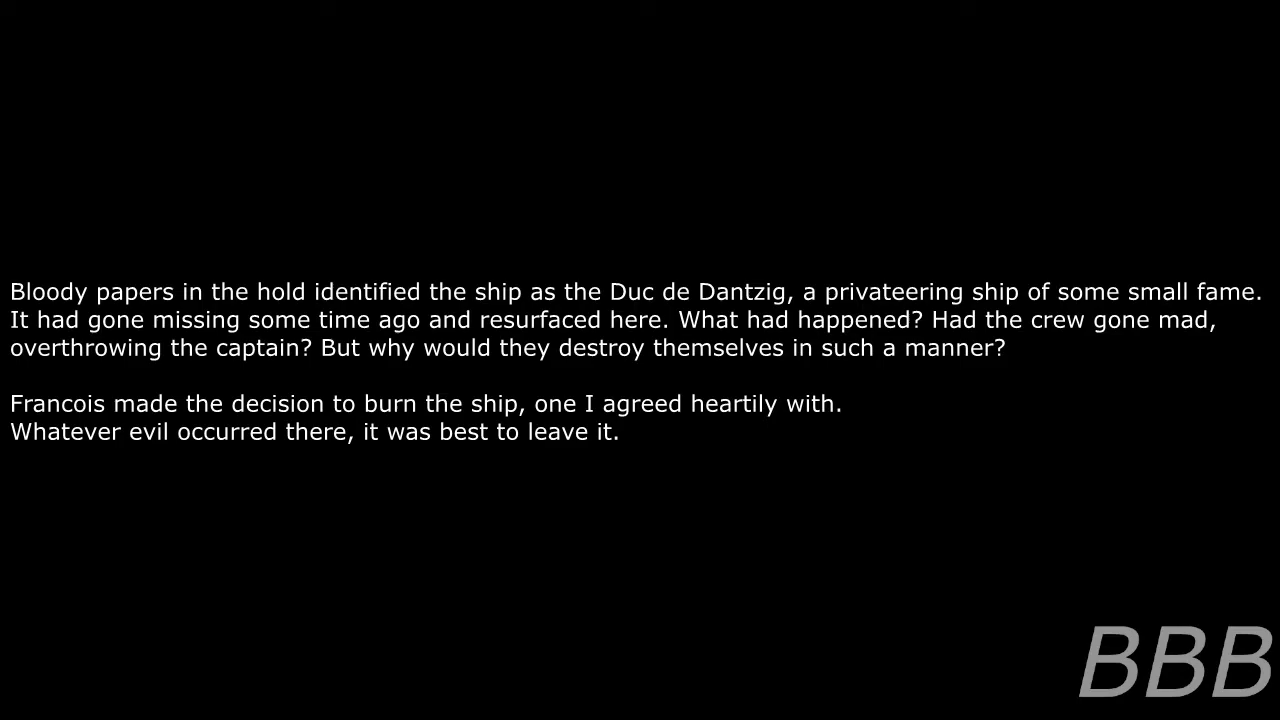 Bloody papers in the hold identified the ship as the Duc de Dantzig, a privateering ship of some small fame.
It had gone missing some time ago and resurfaced here. What had happened? Had the crew gone mad,
overthrowing the captain? But why would they destroy themselves in such a manner?
Francois made the decision to burn the ship, one I agreed heartily with.
Whatever evil occurred there, it was best to leave it.
BBB